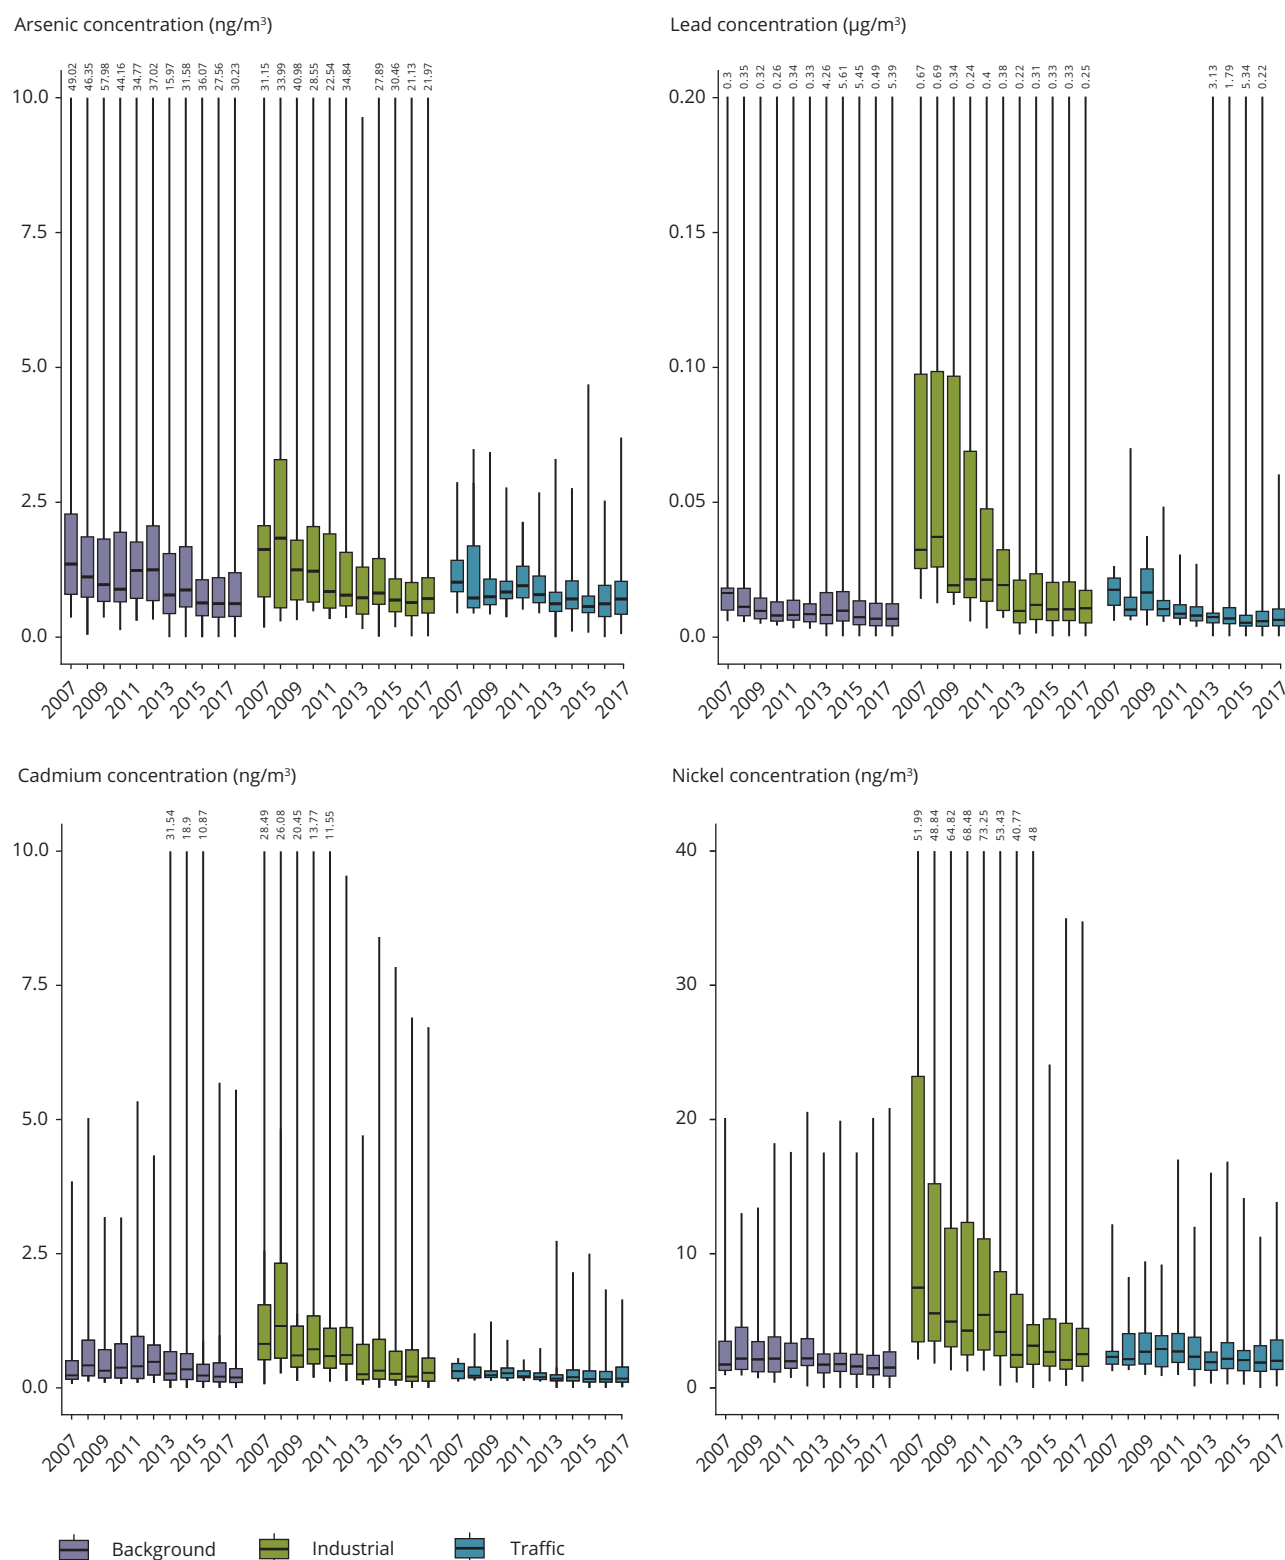 Arsenic concentration (ng/m³)
49.02 46.35 57.98 44.16 34.77 37.02 15.97 31.58 36.07 27.56 30.23 31.15 33.99 40.98 28.55 22.54 34.84 27.89 30.46 21.13 21.97
10.0
7.5
5.0
2.5
0.0
2007 2009 2011 2013 2015 2017 2007 2009 2011 2013 2015 2017 2007 2009 2011 2013 2015 2017
Lead concentration (µg/m³)
0.3 0.35 0.32 0.26 0.34 0.33 4.26 5.61 5.45 0.49 5.39 0.67 0.69 0.34 0.24 0.4 0.38 0.22 0.31 0.33 0.33 0.25 3.13 1.79 5.34 0.22
0.20
0.15
0.10
0.05
0.0
2007 2009 2011 2013 2015 2017 2007 2009 2011 2013 2015 2017 2007 2009 2011 2013 2015 2017
Cadmium concentration (ng/m³)
31.54 18.9 10.87 28.49 26.08 20.45 13.77 11.55
10.0
7.5
5.0
2.5
0.0
2007 2009 2011 2013 2015 2017 2007 2009 2011 2013 2015 2017 2007 2009 2011 2013 2015 2017
Nickel concentration (ng/m³)
51.99 48.84 64.82 68.48 73.25 53.43 40.77 48
40
30
20
10
0
2007 2009 2011 2013 2015 2017 2007 2009 2011 2013 2015 2017 2007 2009 2011 2013 2015 2017
Background Industrial Traffic